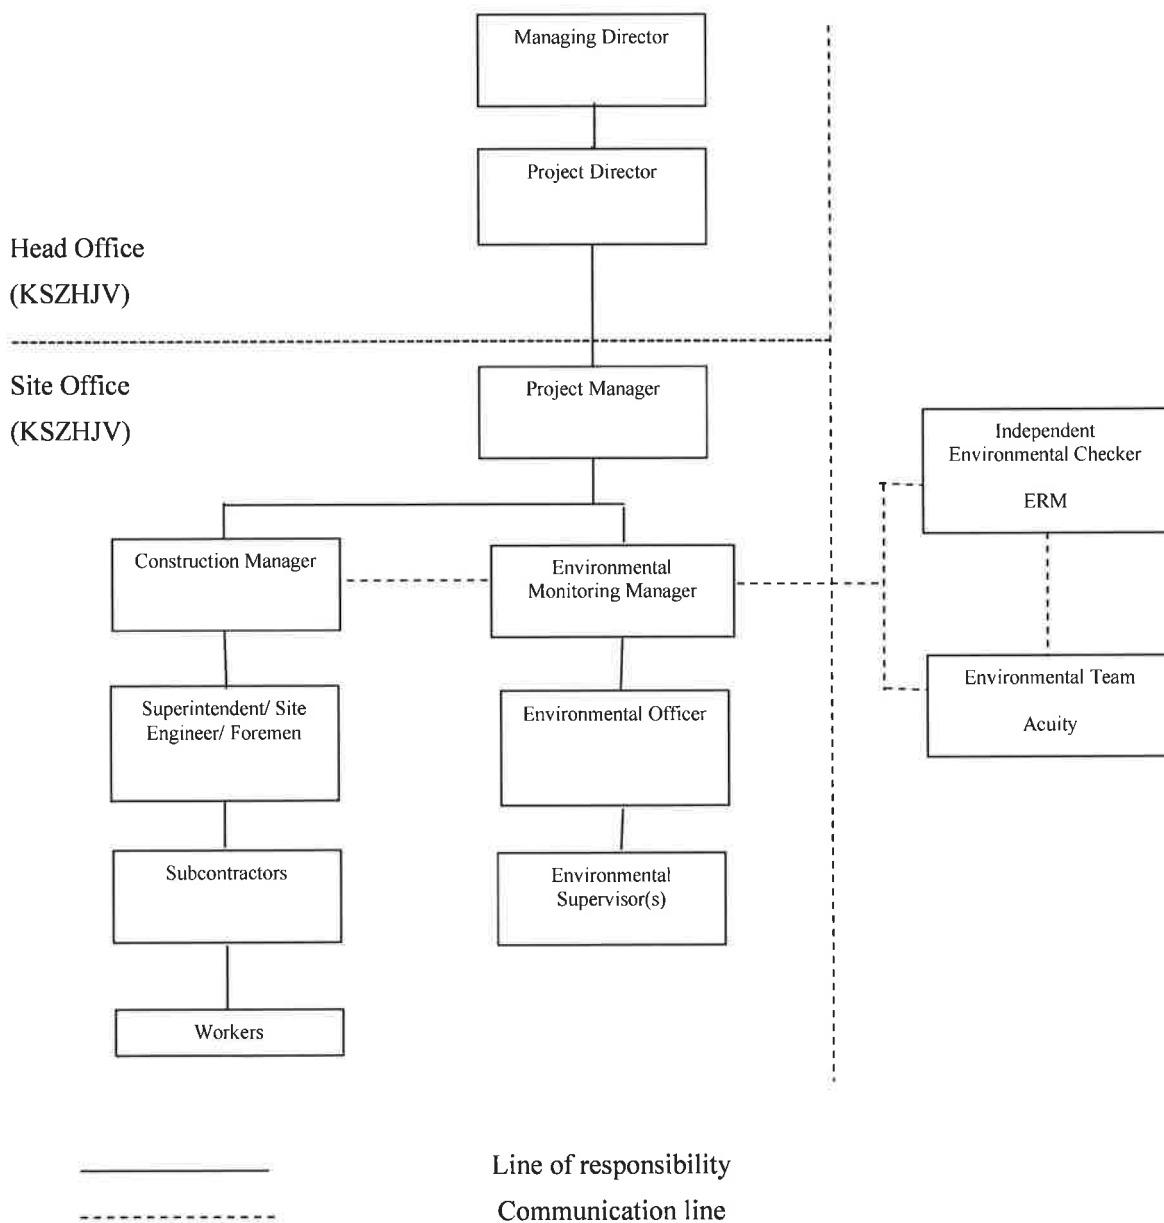 Managing Director
Project Director
Head Office
(KSZHJV)
Site Office
(KSZHJV)
Project Manager
Independent
Environmental Checker
ERM
Construction Manager
Environmental
Monitoring Manager
Environmental Team
Acuity
Superintendent/ Site
Engineer/ Foremen
Environmental Officer
Subcontractors
Environmental
Supervisor(s)
Workers
Line of responsibility
Communication line